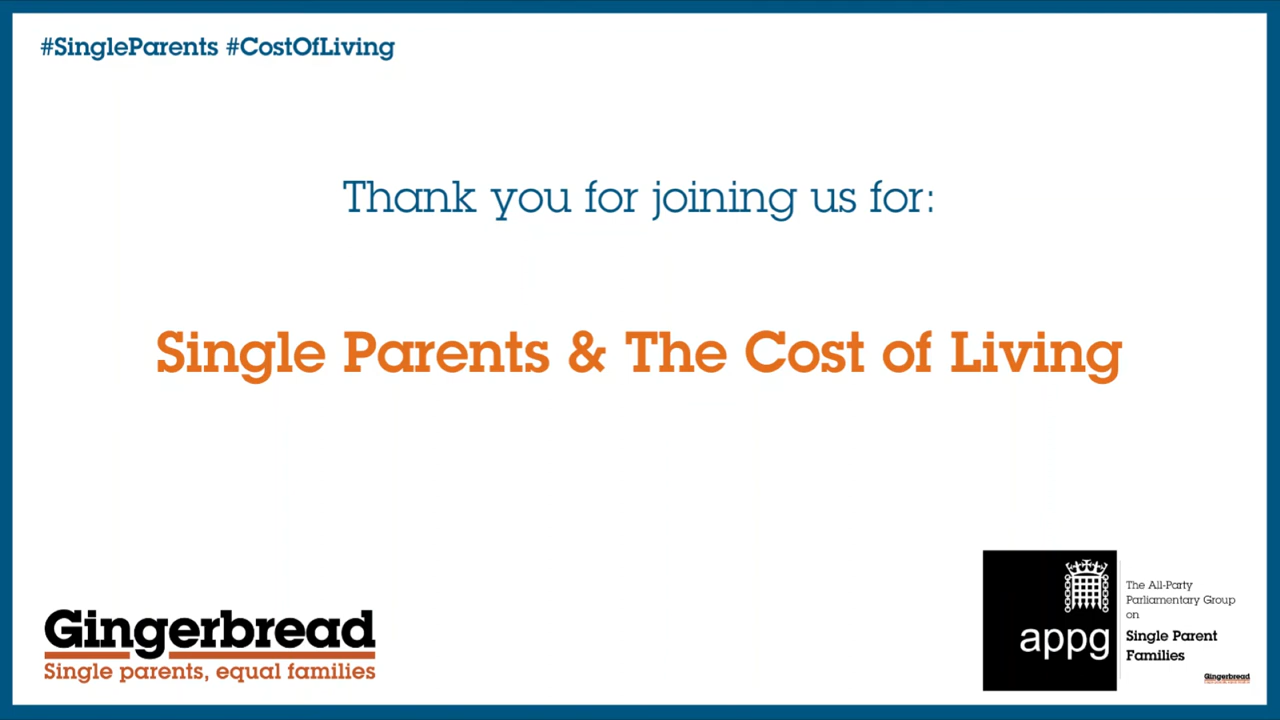 #SingleParents #CostOfLiving
Thank you for joining us for:
Single Parents & The Cost of Living
Gingerbread
Single parents, equal families
appg
The All-Party
Parliamentary Group
on
Single Parent
Families
Gingerbread